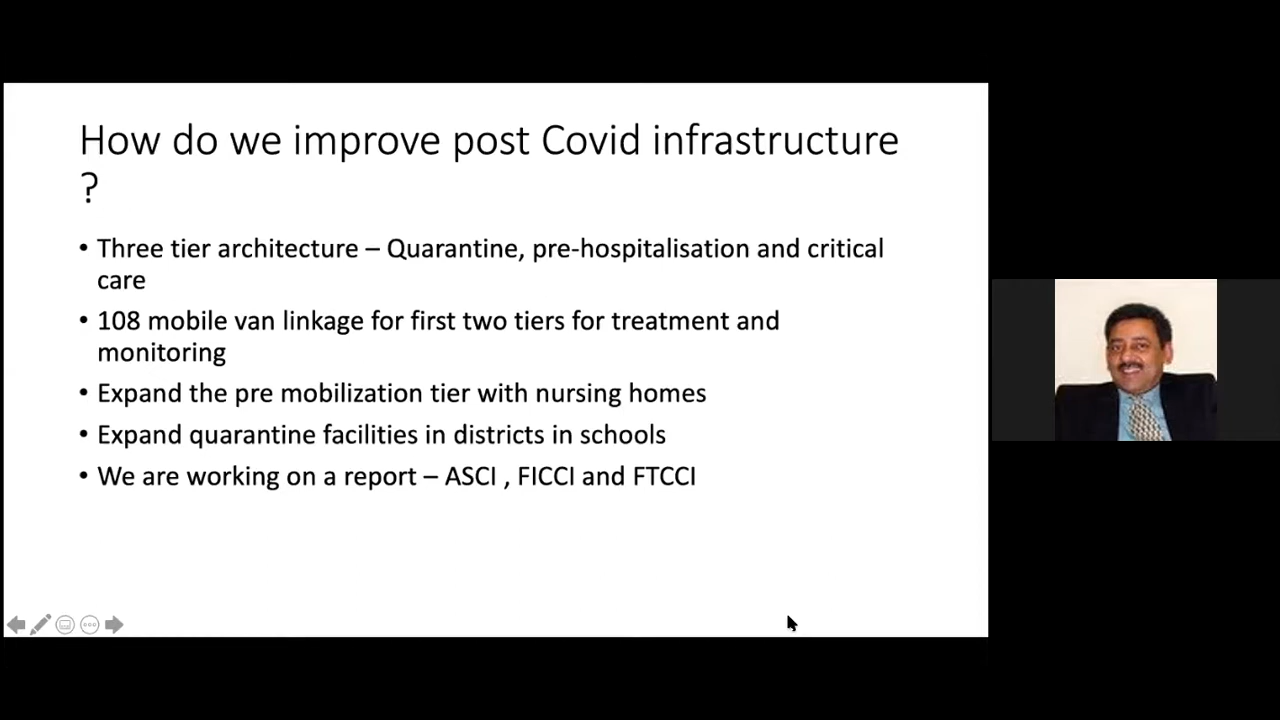 How do we improve post Covid infrastructure
?
• Three tier architecture – Quarantine, pre-hospitalisation and critical
care
• 108 mobile van linkage for first two tiers for treatment and
monitoring
• Expand the pre mobilization tier with nursing homes
• Expand quarantine facilities in districts in schools
• We are working on a report – ASCI , FICCI and FTCCI